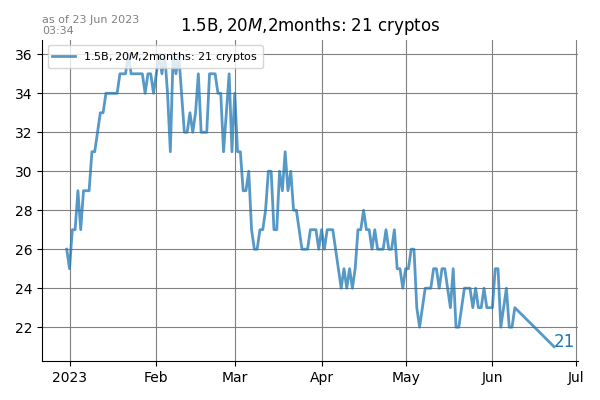 as of 23 Jun 2023
03:34
1.5B, 20M,2months: 21 cryptos
1.5B, 20M,2months: 21 cryptos
36
34
32
30
28
26
24
22
21
2023 Feb Mar Apr May Jun Jul